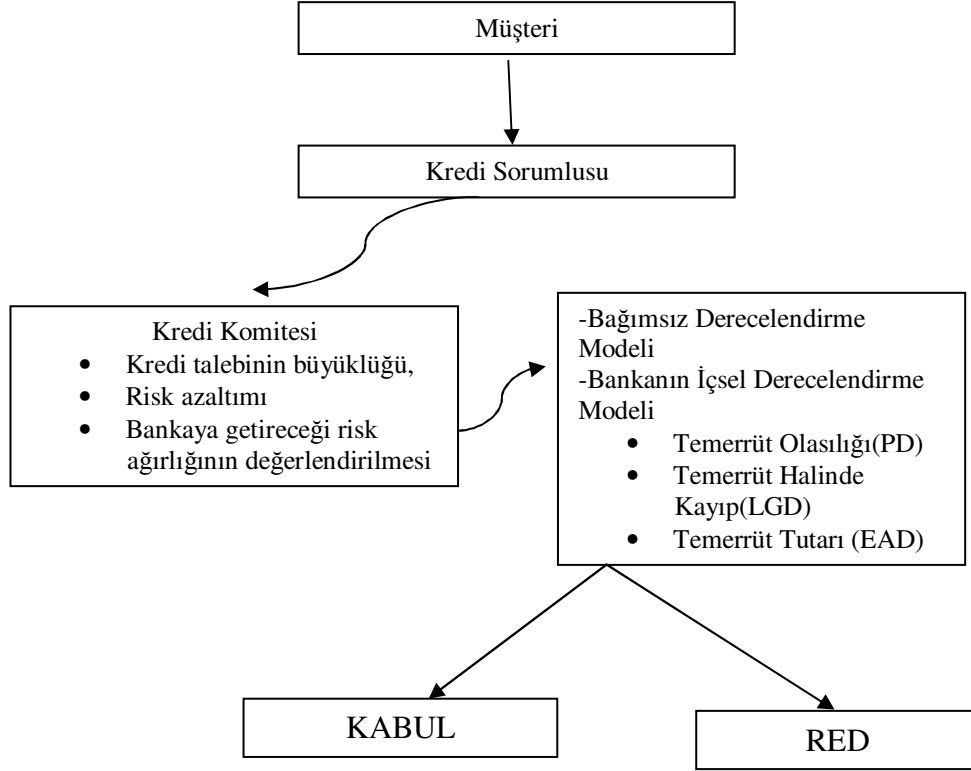 Müşteri
Kredi Sorumlusu
Kredi Komitesi
• Kredi talebinin büyüklüğü,
• Risk azaltımı
• Bankaya getireceği risk
ağırlığının değerlendirilmesi
-Bağımsız Derecelendirme
Modeli
-Bankanın İçsel Derecelendirme
Modeli
• Temerrüt Olasılığı(PD)
• Temerrüt Halinde
Kayıp(LGD)
• Temerrüt Tutarı (EAD)
KABUL
RED